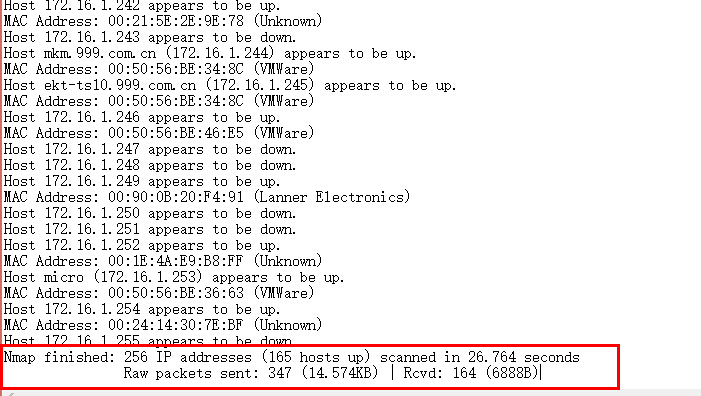 Host 172.16.1.242 appears to be up.
MAC Address: 00:21:5E:2E:9E:78 (Unknown)
Host 172.16.1.243 appears to be down.
Host mkm.999.com.cn (172.16.1.244) appears to be up.
MAC Address: 00:50:56:BE:34:8C (VMWare)
Host ekt-ts10.999.com.cn (172.16.1.245) appears to be up.
MAC Address: 00:50:56:BE:34:8C (VMWare)
Host 172.16.1.246 appears to be up.
MAC Address: 00:50:56:BE:46:E5 (VMWare)
Host 172.16.1.247 appears to be down.
Host 172.16.1.248 appears to be down.
Host 172.16.1.249 appears to be up.
MAC Address: 00:90:0B:20:F4:91 (Lanner Electronics)
Host 172.16.1.250 appears to be down.
Host 172.16.1.251 appears to be down.
Host 172.16.1.252 appears to be up.
MAC Address: 00:1E:4A:E9:B8:FF (Unknown)
Host micro (172.16.1.253) appears to be up.
MAC Address: 00:50:56:BE:36:63 (VMWare)
Host 172.16.1.254 appears to be up.
MAC Address: 00:24:14:30:7E:BF (Unknown)
Host 172.16.1.255 appears to be down.
Nmap finished: 256 IP addresses (165 hosts up) scanned in 26.764 seconds
Raw packets sent: 347 (14.574KB) | Rcvd: 164 (6888B)